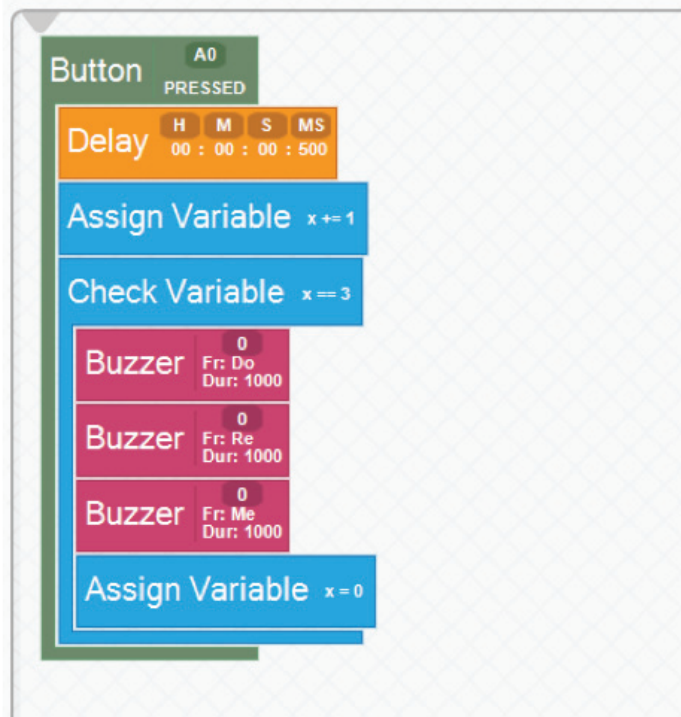 Button A0
PRESSED
Delay H M S MS
00 : 00 : 00 : 500
Assign Variable x += 1
Check Variable x == 3
Buzzer 0
Fr: Do
Dur: 1000
Buzzer 0
Fr: Re
Dur: 1000
Buzzer 0
Fr: Me
Dur: 1000
Assign Variable x = 0